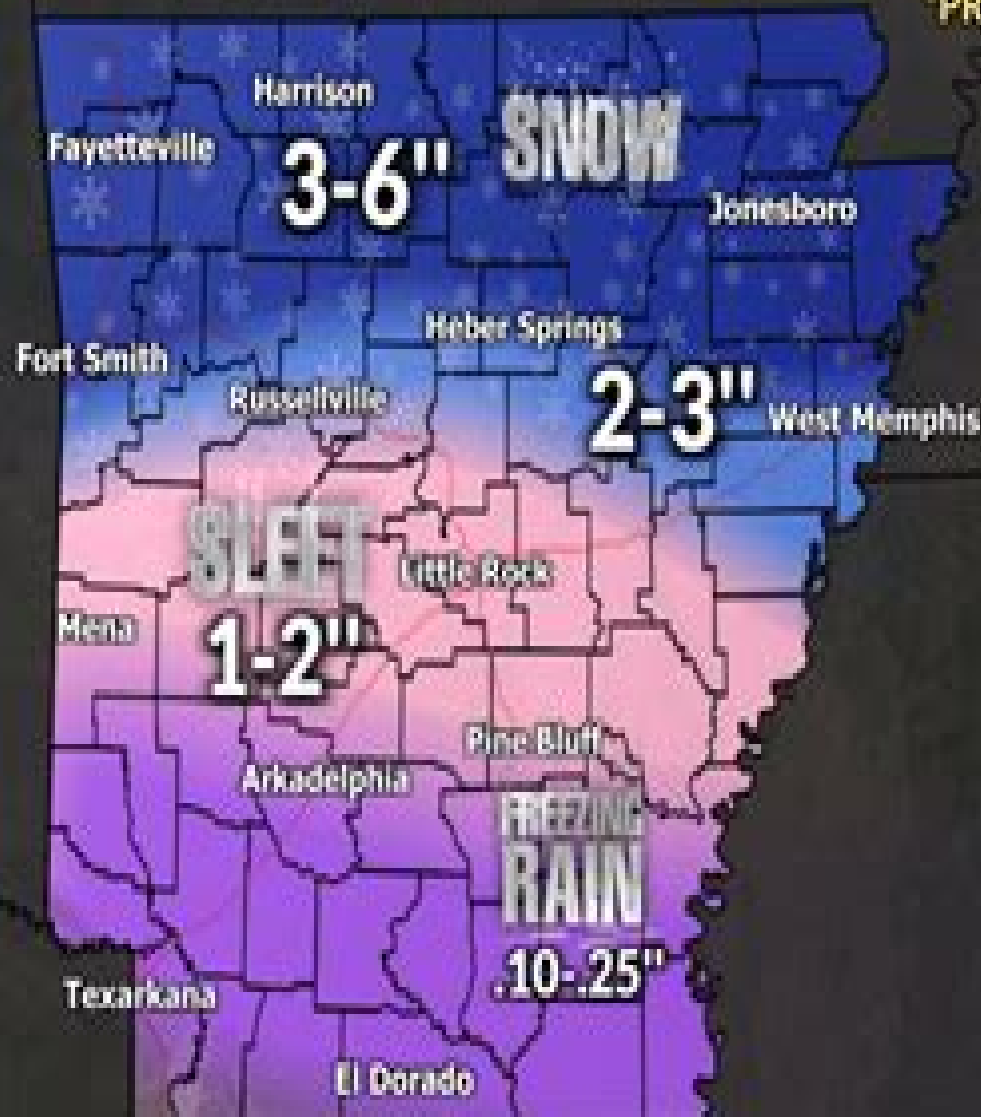 "PR
Harrison
SNOW
Fayetteville
3-6"
Jonesboro
Heber Springs
Fort Smith
Russellville
2-3"
West Memphis
SLEET
Little Rock
Mena
1-2"
Pine Bluff
Arkadelphia
FREEZING
RAIN
.10-.25"
Texarkana
El Dorado